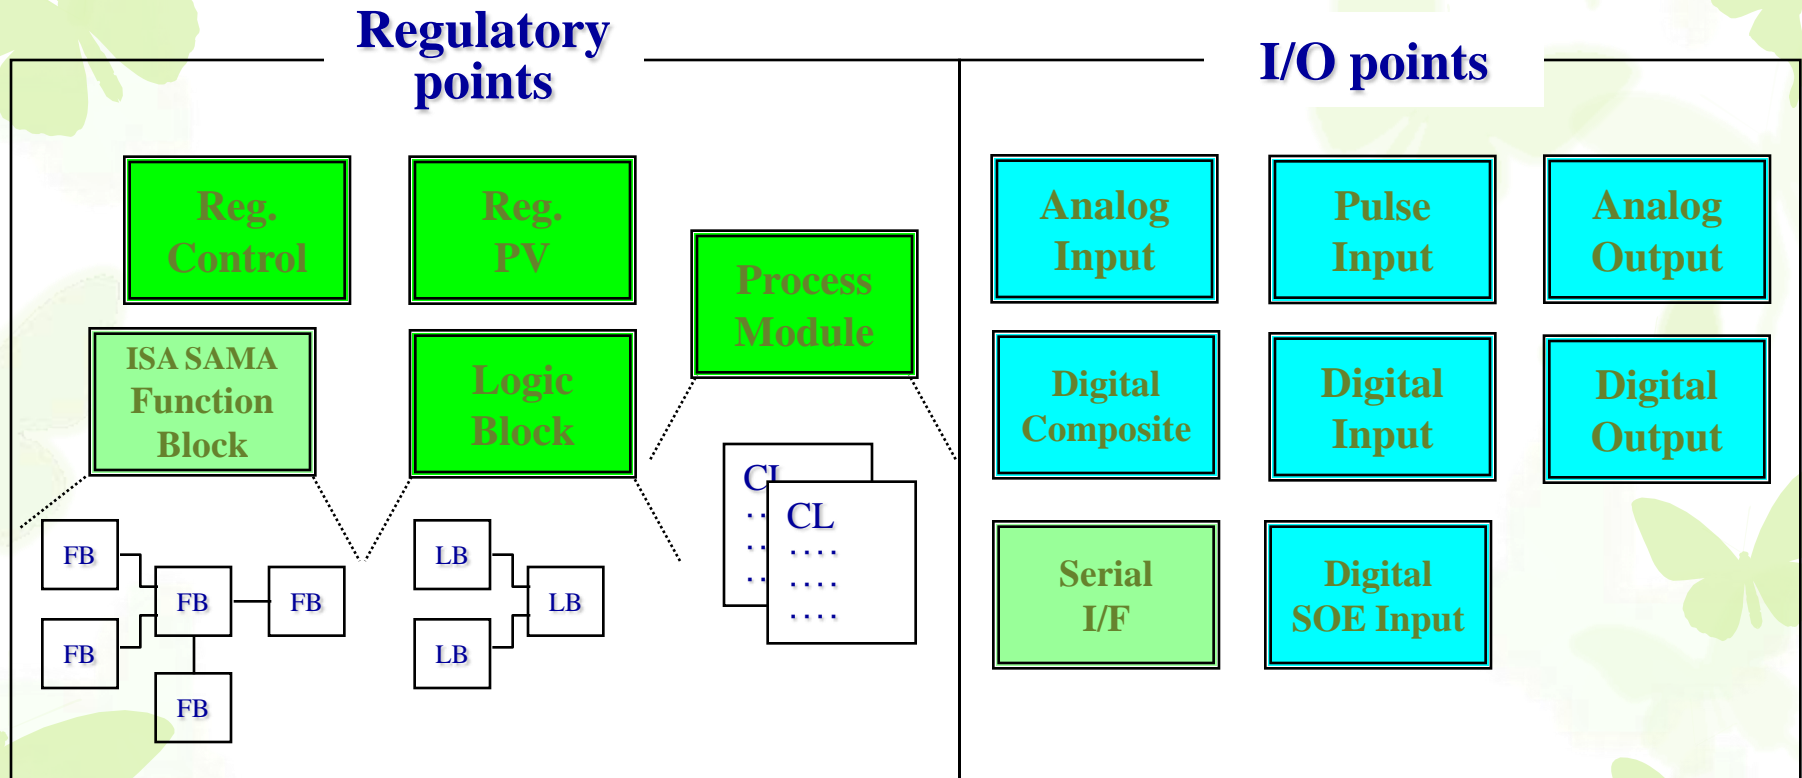 Regulatory
points
I/O points
Reg.
Control
Reg.
PV
Process
Module
ISA SAMA
Function
Block
Logic
Block
FB
FB
FB
FB
FB
LB
LB
LB
CL
. .
. .
. .
CL
. . . .
. . . .
. . . .
Analog
Input
Pulse
Input
Analog
Output
Digital
Composite
Digital
Input
Digital
Output
Serial
I/F
Digital
SOE Input